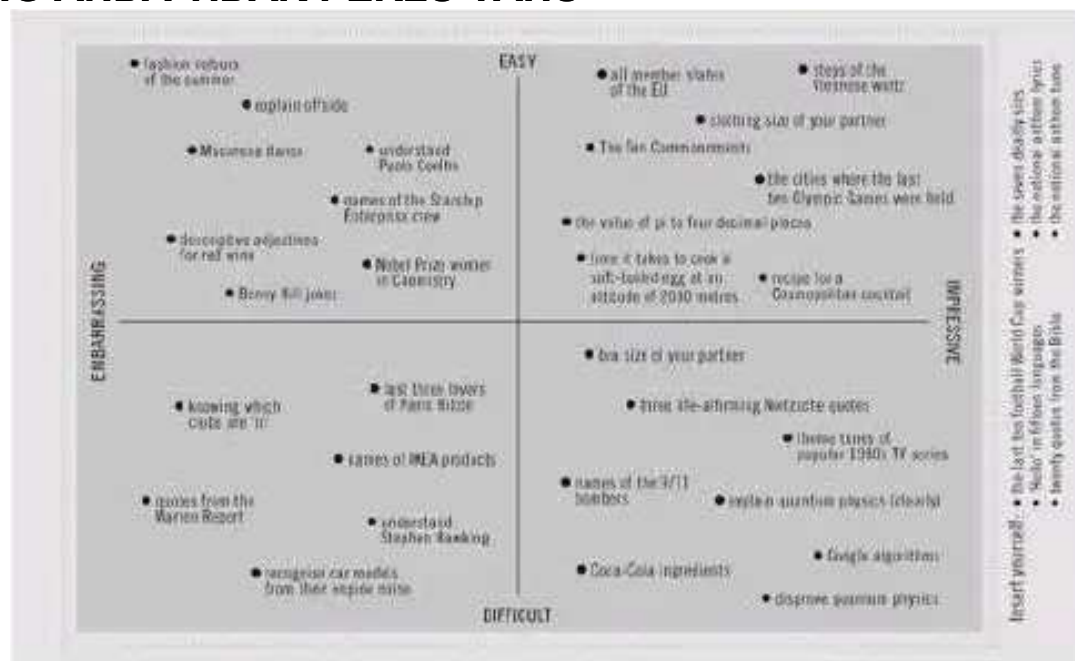 EASY
fashion colours
of the summer
explain offside
Macarena dance
understand
Paulo Coelho
names of the Starship
Enterprise crew
descriptive adjectives
for red wine
Nobel Prize winner
in Chemistry
Benny Hill jokes
all member states
of the EU
steps of the
Viennese waltz
clothing size of your partner
The Ten Commandments
the cities where the last
ten Olympic Games were held
the value of pi to four decimal places
time it takes to cook a
soft-boiled egg at an
altitude of 2000 metres
recipe for a
Cosmopolitan cocktail
EMBARRASSING
IMPRESSIVE
last three lovers
of Paris Hilton
knowing which
clubs are 'in'
names of IKEA products
quotes from the
Warren Report
understand
Stephen Hawking
recognise car models
from their engine noise
bra size of your partner
three life-affirming Nietzsche quotes
theme tunes of
popular 1980s TV series
names of the 9/11
bombers
explain quantum physics (clearly)
Google algorithm
Coca-Cola ingredients
disprove quantum physics
DIFFICULT
Insert yourself: • the last ten football World Cup winners • the seven deadly sins
• 'Hello' in fifteen languages • the national anthem lyrics
• twenty quotes from the Bible • the national anthem tune